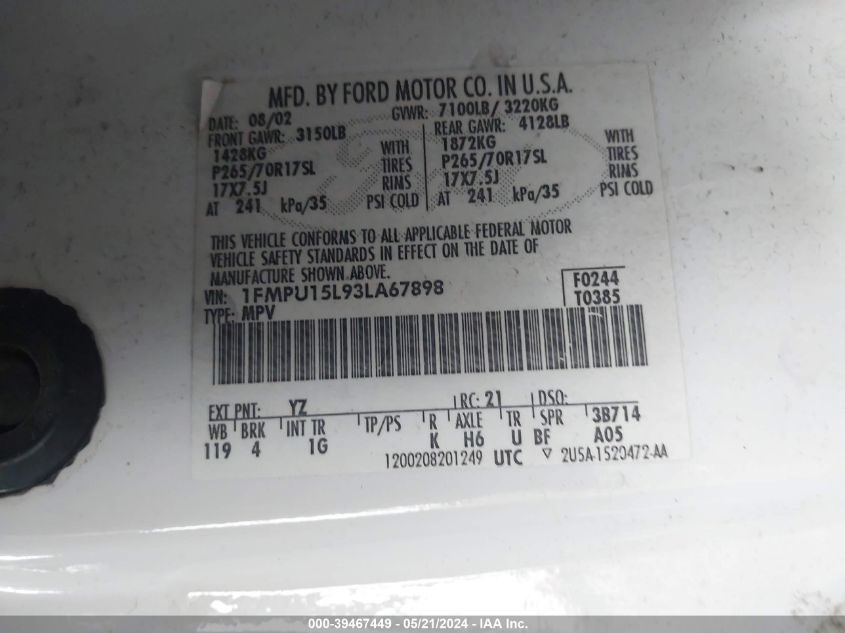 MFD. BY FORD MOTOR CO. IN U.S.A.
DATE: 08/02 GVWR: 7100LB/ 3220KG
FRONT GAWR: 3150LB REAR GAWR: 4128LB
1428KG WITH 1872KG WITH
P265/70R17SL TIRES P265/70R17SL TIRES
17X7.5J RIMS 17X7.5J RIMS
AT 241 kPa/35 PSI COLD AT 241 kPa/35 PSI COLD
THIS VEHICLE CONFORMS TO ALL APPLICABLE FEDERAL MOTOR
VEHICLE SAFETY STANDARDS IN EFFECT ON THE DATE OF
MANUFACTURE SHOWN ABOVE.
VIN: 1FMPU15L93LA67898 F0244
TYPE: MPV T0385
EXT PNT: YZ RC: 21 DSO:
WB BRK INT TR TP/PS R AXLE TR SPR 3B714
119 4 1G K H6 U BF A05
1200208201249 UTC ▽ 2U5A-1520472-AA
000-39467449 - 05/21/2024 - IAA Inc.